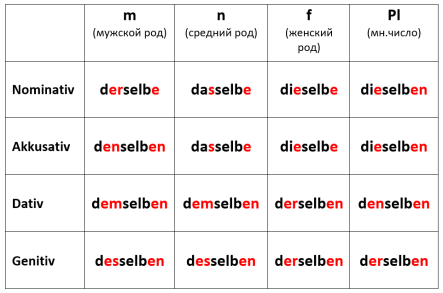 m n f Pl
(мужской род) (средний род) (женский род) (мн.число)
Nominativ derselbe dasselbe dieselbe dieselben
Akkusativ denselben dasselbe dieselbe dieselben
Dativ demselben demselben derselben denselben
Genitiv desselben desselben derselben derselben